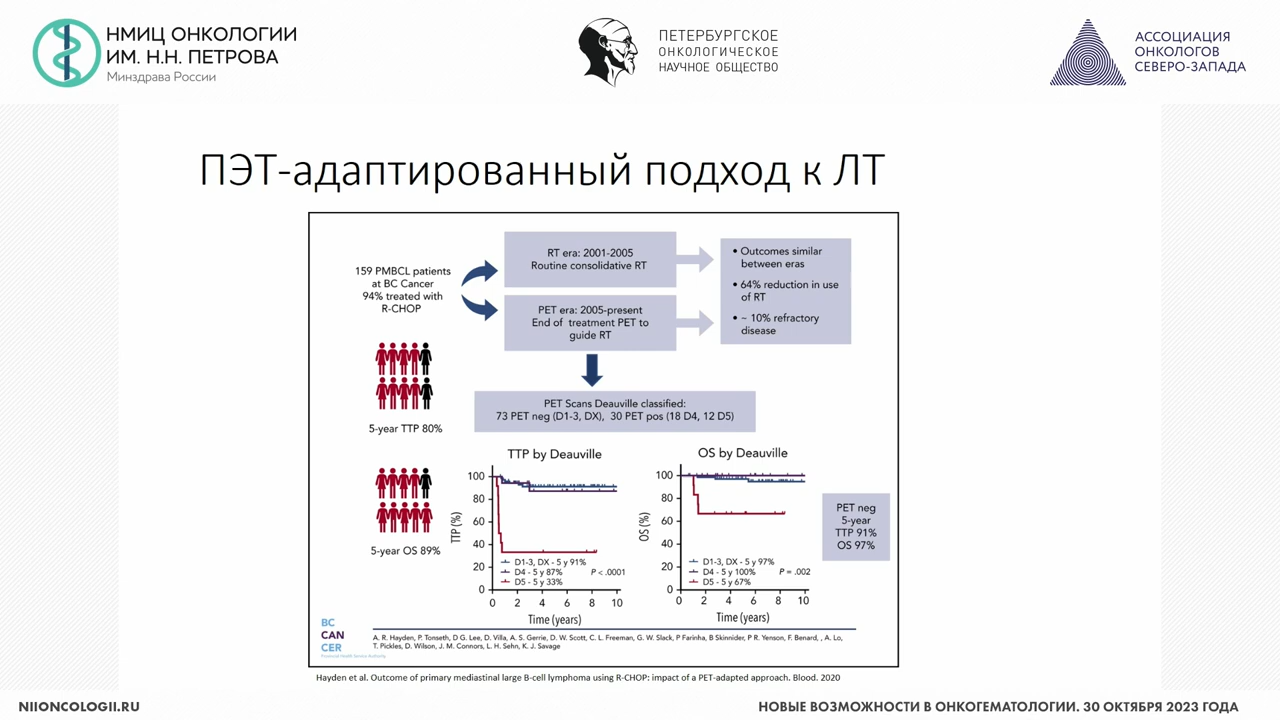 НМИЦ ОНКОЛОГИИ
ИМ. Н.Н. ПЕТРОВА
Минздрава России
ПЕТЕРБУРГСКОЕ
ОНКОЛОГИЧЕСКОЕ
НАУЧНОЕ ОБЩЕСТВО
АССОЦИАЦИЯ
ОНКОЛОГОВ
СЕВЕРО-ЗАПАДА
ПЭТ-адаптированный подход к ЛТ
159 PMBCL patients
at BC Cancer
94% treated with
R-CHOP
RT era: 2001-2005
Routine consolidative RT
PET era: 2005-present
End of treatment PET to
guide RT
• Outcomes similar
between eras
• 64% reduction in use
of RT
• ~ 10% refractory
disease
5-year TTP 80%
PET Scans Deauville classified:
73 PET neg (D1-3, DX), 30 PET pos (18 D4, 12 D5)
5-year OS 89%
TTP by Deauville
TTP (%)
100
80
60
40
20
0
D1-3, DX - 5 y 91%
D4 - 5 y 87%
D5 - 5 y 33%
P < .0001
0 2 4 6 8 10
Time (years)
OS by Deauville
OS (%)
100
80
60
40
20
0
D1-3, DX - 5 y 97%
D4 - 5 y 100%
D5 - 5 y 67%
P = .002
0 2 4 6 8 10
Time (years)
PET neg
5-year
TTP 91%
OS 97%
BC
CAN
CER
Provincial Health Services Authority
A. R. Hayden, P. Tonseth, D G. Lee, D. Villa, A. S. Gerrie, D. W. Scott, C. L. Freeman, G. W. Slack, P Farinha, B Skinnider, P R. Yenson, F. Benard, , A. Lo,
T. Pickles, D. Wilson, J. M. Connors, L. H. Sehn, K. J. Savage
Hayden et al. Outcome of primary mediastinal large B-cell lymphoma using R-CHOP: impact of a PET-adapted approach. Blood. 2020
NIIONCOLOGII.RU
НОВЫЕ ВОЗМОЖНОСТИ В ОНКОГЕМАТОЛОГИИ. 30 ОКТЯБРЯ 2023 ГОДА